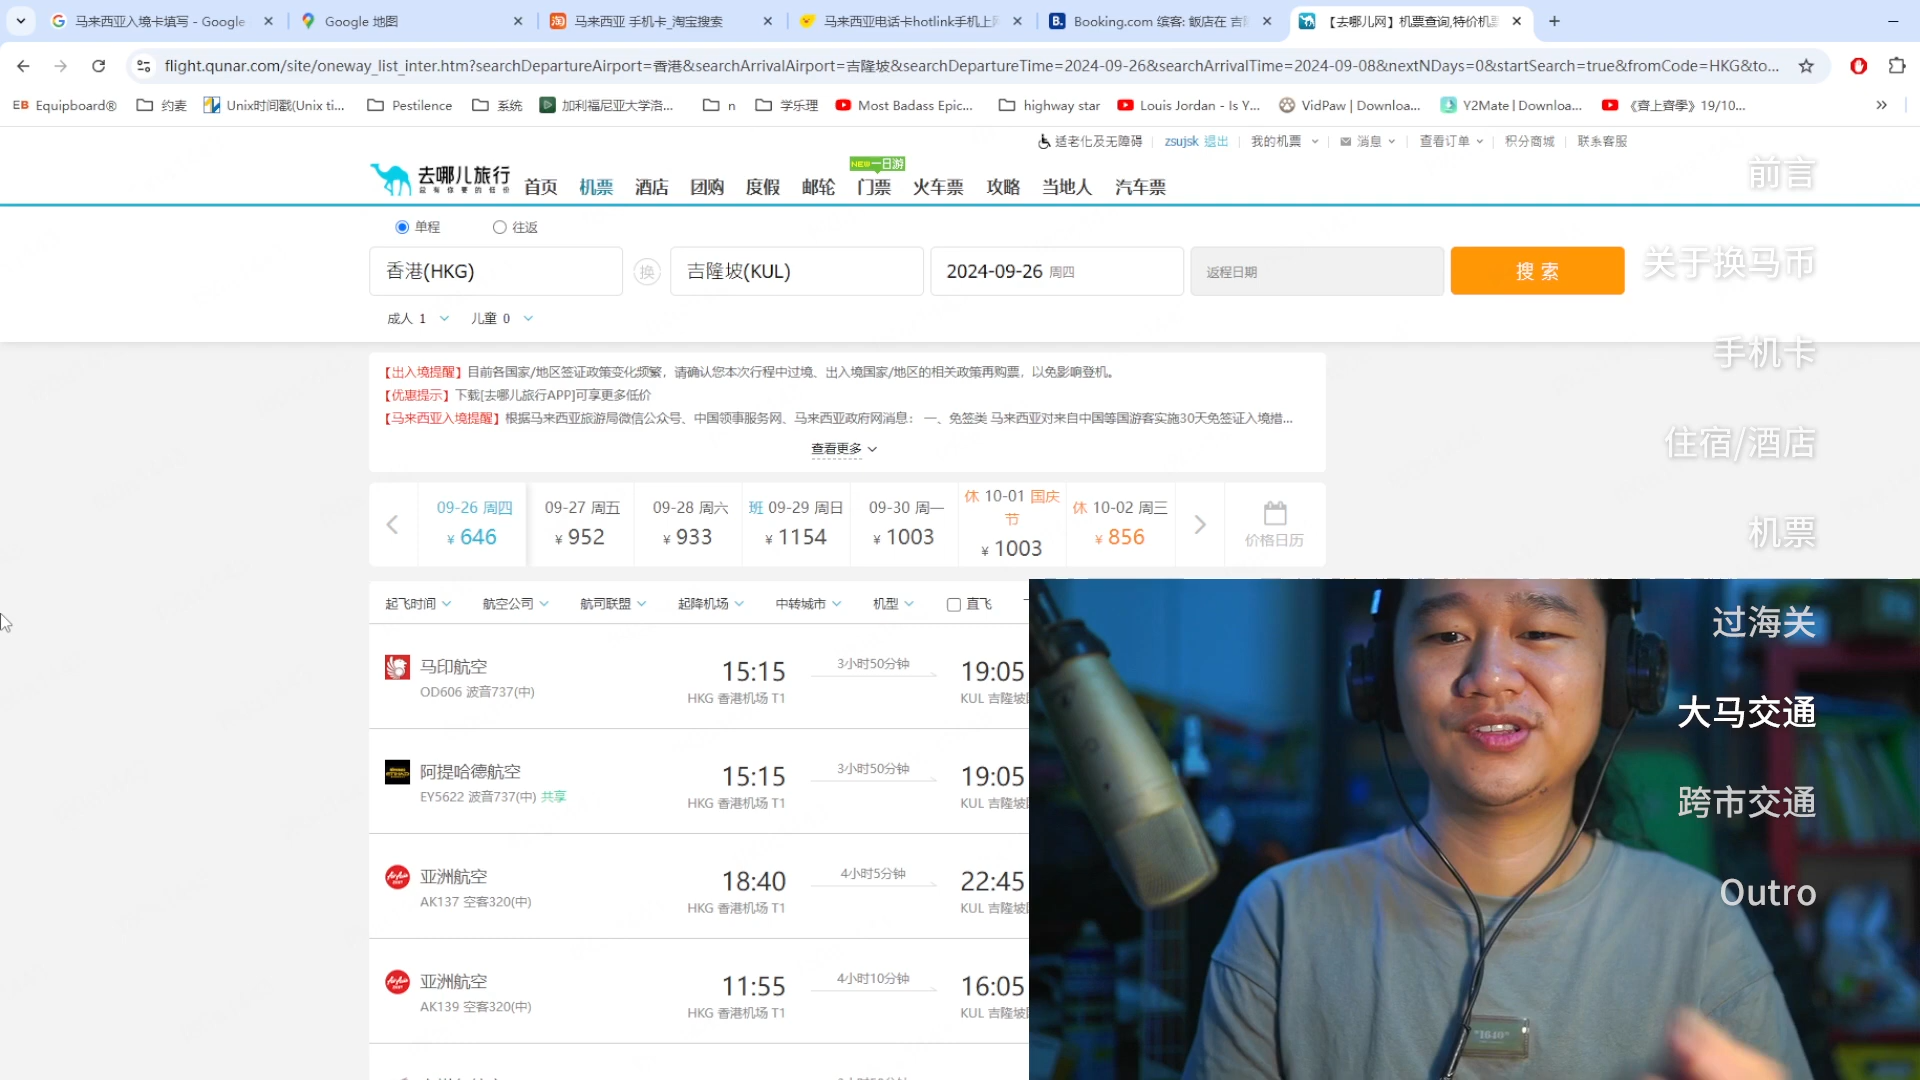 马来西亚入境卡填写 - Google
Google 地图
马来西亚 手机卡_淘宝搜索
马来西亚电话卡hotlink手机上
Booking.com 缤客: 飯店在 吉
【去哪儿网】机票查询,特价机票
flight.qunar.com/site/oneway_list_inter.htm?searchDepartureAirport=香港&searchArrivalAirport=吉隆坡&searchDepartureTime=2024-09-26&searchArrivalTime=2024-09-08&nextNDays=0&startSearch=true&fromCode=HKG&to...
EB Equipboard®
约麦
Unix时间戳(Unix ti...
Pestilence
系统
加利福尼亚大学洛...
n
学乐理
Most Badass Epic...
highway star
Louis Jordan - Is Y...
VidPaw | Downloa...
Y2Mate | Downloa...
《齊上齊學》19/10...
适老化及无障碍
zsujsk 退出
我的机票
消息
查看订单
积分商城
联系客服
去哪儿旅行
总有你要的低价
NEW 一日游
首页 机票 酒店 团购 度假 邮轮 门票 火车票 攻略 当地人 汽车票
前言
单程 往返
香港(HKG)
换
吉隆坡(KUL)
2024-09-26 周四
返程日期
搜 索
关于换马币
成人 1
儿童 0
手机卡
【出入境提醒】目前各国家/地区签证政策变化频繁，请确认您本次行程中过境、出入境国家/地区的相关政策再购票，以免影响登机。
【优惠提示】下载[去哪儿旅行APP]可享更多低价
【马来西亚入境提醒】根据马来西亚旅游局微信公众号、中国领事服务网、马来西亚政府网消息： 一、免签类 马来西亚对来自中国等国游客实施30天免签证入境措...
查看更多
住宿/酒店
09-26 周四
¥ 646
09-27 周五
¥ 952
09-28 周六
¥ 933
班 09-29 周日
¥ 1154
09-30 周一
¥ 1003
休 10-01 国庆
节
¥ 1003
休 10-02 周三
¥ 856
价格日历
机票
起飞时间
航空公司
航司联盟
起降机场
中转城市
机型
直飞
过海关
马印航空
OD606 波音737(中)
15:15
HKG 香港机场 T1
3小时50分钟
19:05
KUL 吉隆坡
大马交通
阿提哈德航空
EY5622 波音737(中) 共享
15:15
HKG 香港机场 T1
3小时50分钟
19:05
KUL 吉隆坡
跨市交通
亚洲航空
AK137 空客320(中)
18:40
HKG 香港机场 T1
4小时5分钟
22:45
KUL 吉隆坡
Outro
亚洲航空
AK139 空客320(中)
11:55
HKG 香港机场 T1
4小时10分钟
16:05
KUL 吉隆坡
"1640"